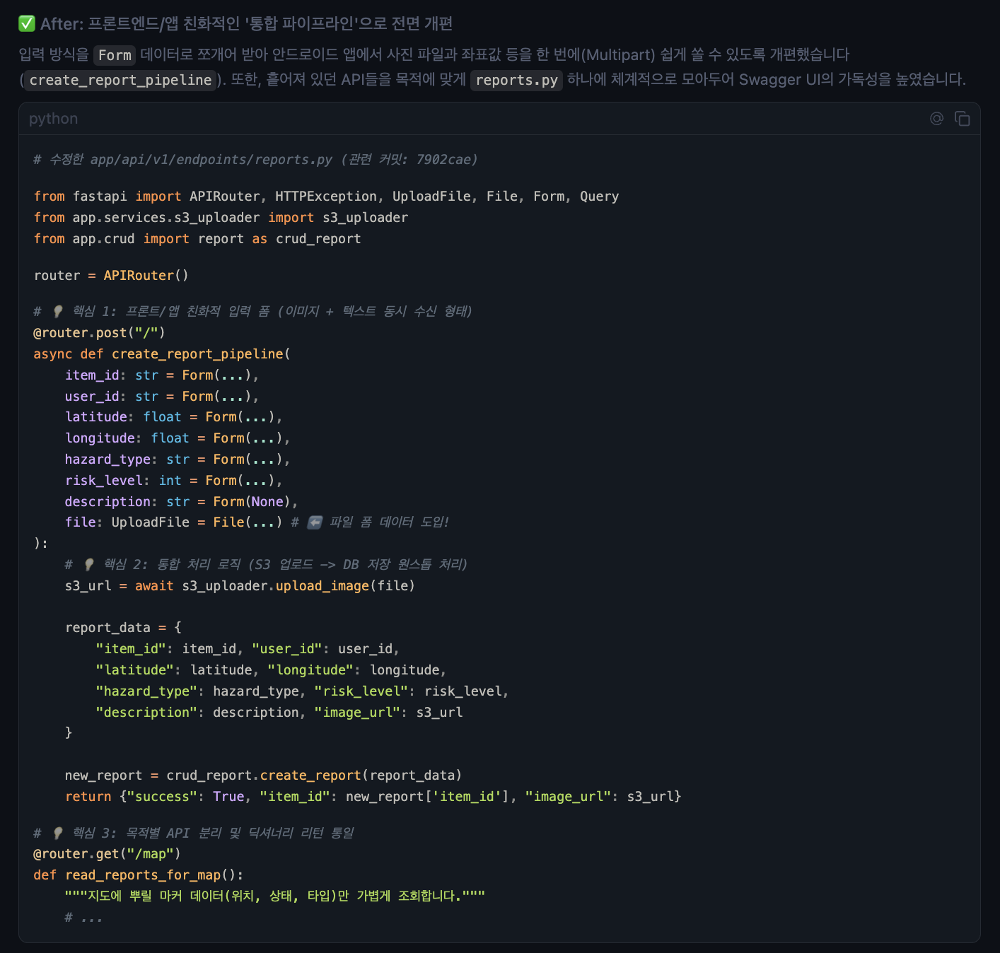 ✅ After: 프론트엔드/앱 친화적인 '통합 파이프라인'으로 전면 개편
입력 방식을 Form 데이터로 쪼개어 받아 안드로이드 앱에서 사진 파일과 좌표값 등을 한 번에(Multipart) 쉽게 쏠 수 있도록 개편했습니다
(create_report_pipeline). 또한, 흩어져 있던 API들을 목적에 맞게 reports.py 하나에 체계적으로 모아두어 Swagger UI의 가독성을 높였습니다.
python
# 수정한 app/api/v1/endpoints/reports.py (관련 커밋: 7902cae)
from fastapi import APIRouter, HTTPException, UploadFile, File, Form, Query
from app.services.s3_uploader import s3_uploader
from app.crud import report as crud_report
router = APIRouter()
# 💡 핵심 1: 프론트/앱 친화적 입력 폼 (이미지 + 텍스트 동시 수신 형태)
@router.post("/")
async def create_report_pipeline(
    item_id: str = Form(...),
    user_id: str = Form(...),
    latitude: float = Form(...),
    longitude: float = Form(...),
    hazard_type: str = Form(...),
    risk_level: int = Form(...),
    description: str = Form(None),
    file: UploadFile = File(...) # ⬅️ 파일 폼 데이터 도입!
):
    # 💡 핵심 2: 통합 처리 로직 (S3 업로드 -> DB 저장 원스톱 처리)
    s3_url = await s3_uploader.upload_image(file)
    report_data = {
        "item_id": item_id, "user_id": user_id,
        "latitude": latitude, "longitude": longitude,
        "hazard_type": hazard_type, "risk_level": risk_level,
        "description": description, "image_url": s3_url
    }
    new_report = crud_report.create_report(report_data)
    return {"success": True, "item_id": new_report['item_id'], "image_url": s3_url}
# 💡 핵심 3: 목적별 API 분리 및 딕셔너리 리턴 통일
@router.get("/map")
def read_reports_for_map():
    """지도에 뿌릴 마커 데이터(위치, 상태, 타입)만 가볍게 조회합니다."""
    # ...